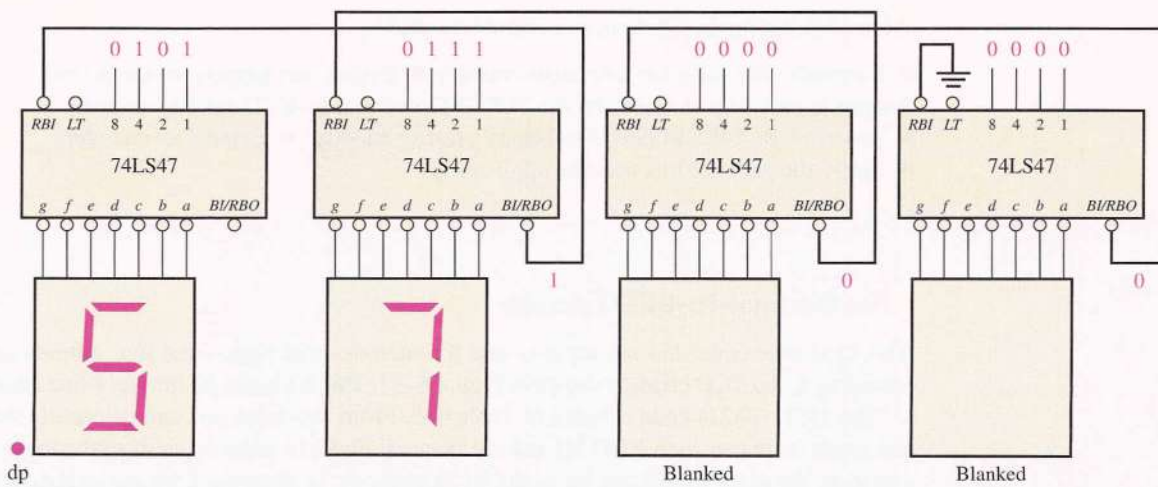 0 1 0 1 0 1 1 1 0 0 0 0 0 0 0 0
RBI LT 8 4 2 1 RBI LT 8 4 2 1 RBI LT 8 4 2 1 RBI LT 8 4 2 1
74LS47 74LS47 74LS47 74LS47
g f e d c b a BI/RBO g f e d c b a BI/RBO g f e d c b a BI/RBO g f e d c b a BI/RBO
1 0 0
5 7
dp Blanked Blanked